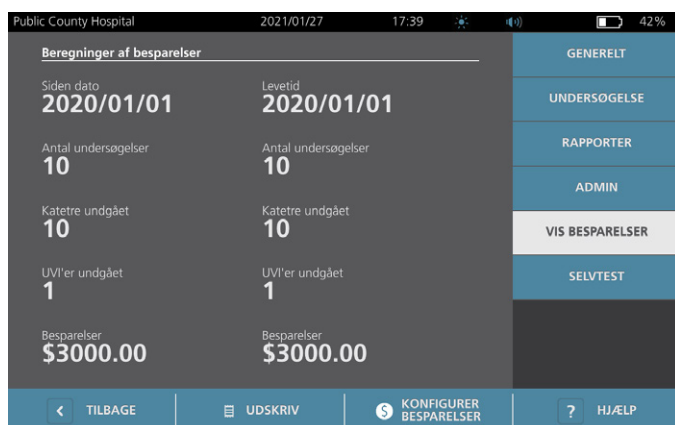 Public County Hospital 2021/01/27 17:39 42%
Beregninger af besparelser
Siden dato
2020/01/01
Levetid
2020/01/01
Antal undersøgelser
10
Antal undersøgelser
10
Katetre undgået
10
Katetre undgået
10
UVI'er undgået
1
UVI'er undgået
1
Besparelser
$3000.00
Besparelser
$3000.00
GENERELT
UNDERSØGELSE
RAPPORTER
ADMIN
VIS BESPARELSER
SELVTEST
< TILBAGE
UDSKRIV
$ KONFIGURER
BESPARELSER
? HJÆLP